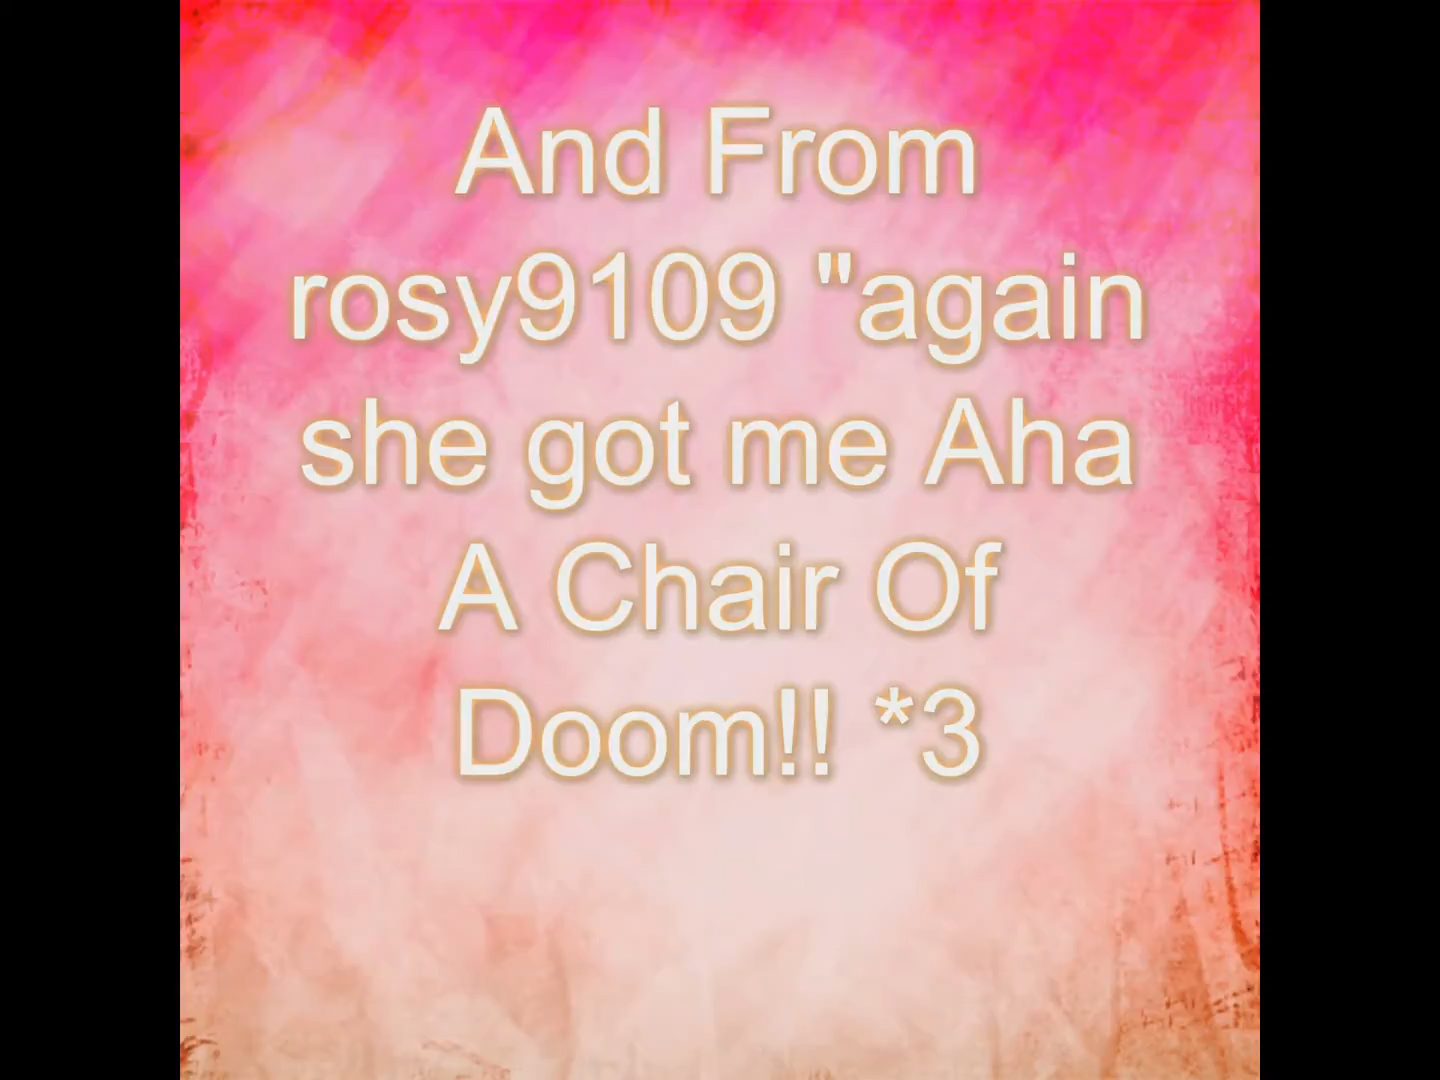 And From
rosy9109 "again
she got me Aha
A Chair Of
Doom!! *3